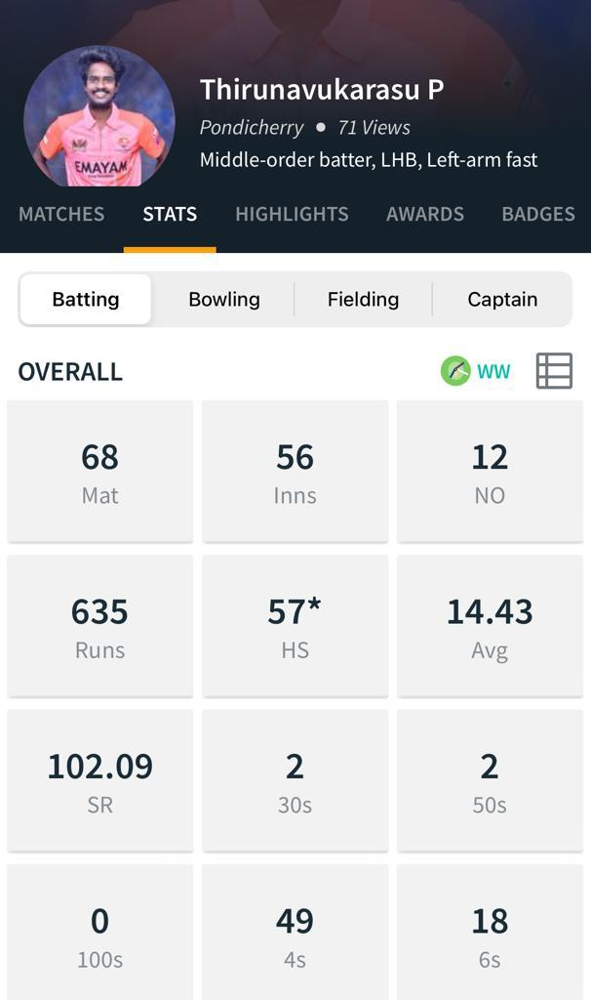 Thirunavukarasu P
Pondicherry • 71 Views
Middle-order batter, LHB, Left-arm fast
EMAYAM
MATCHES STATS HIGHLIGHTS AWARDS BADGES
Batting Bowling Fielding Captain
OVERALL WW
68 56 12
Mat Inns NO
635 57* 14.43
Runs HS Avg
102.09 2 2
SR 30s 50s
0 49 18
100s 4s 6s